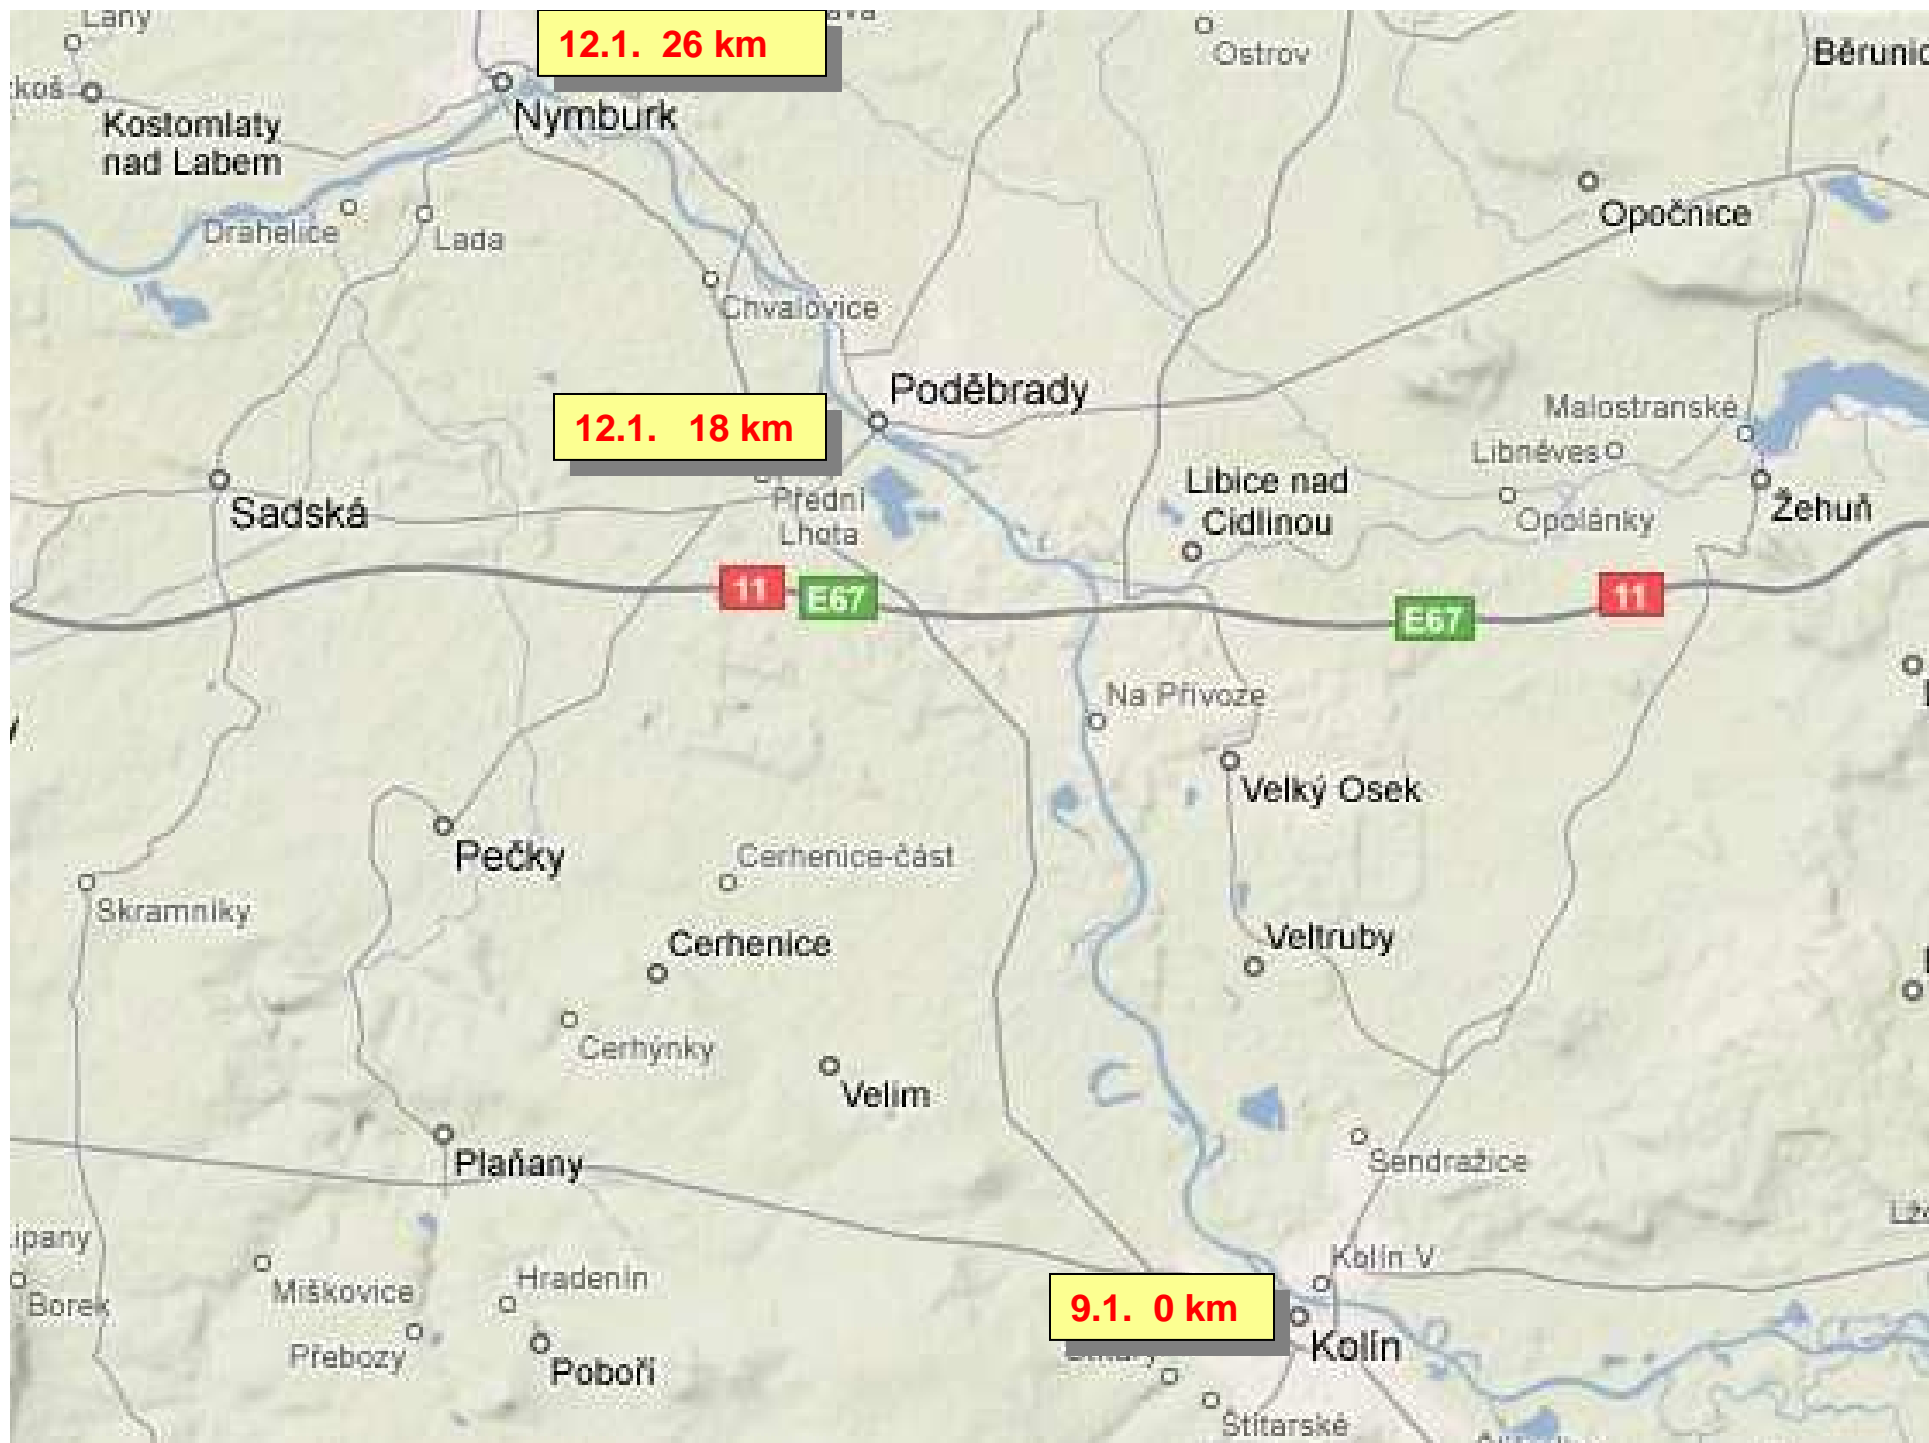 Lány
12.1. 26 km
Ostrov
Běrunic
zkoš
Nymburk
Kostomlaty
nad Labem
Opočnice
Drahelice
Lada
Chvalovice
Poděbrady
Malostranské
12.1. 18 km
Libněves
Libice nad
Cidlinou
Přední
Lhota
Sadská
Opolánky
Žehuň
11
E67
11
E67
Na Přívoze
Velký Osek
Pečky
Cerhenice-část
Skramníky
Cerhenice
Veltruby
Cerhýnky
Velim
Plaňany
Sendražice
ipany
Kolín V
Miškovice
Hradenín
Borek
9.1. 0 km
Přebozy
Poboří
Kolín
Štítarské